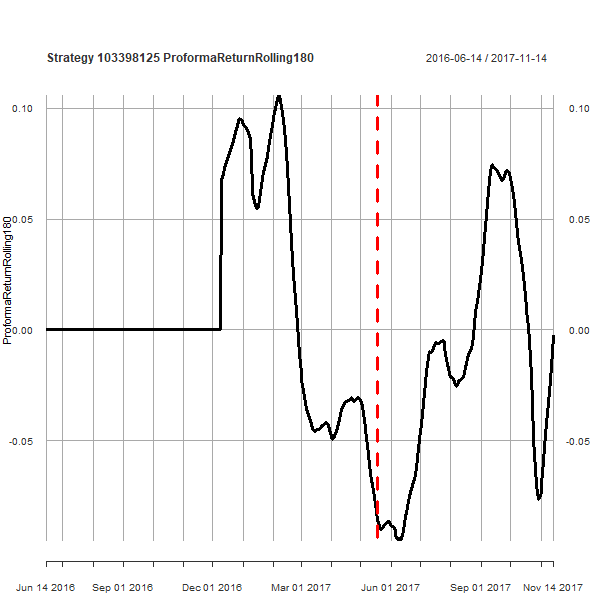 Strategy 103398125 ProformaReturnRolling180
2016-06-14 / 2017-11-14
ProformaReturnRolling180
0.10
0.10
0.05
0.05
0.00
0.00
-0.05
-0.05
Jun 14 2016
Sep 01 2016
Dec 01 2016
Mar 01 2017
Jun 01 2017
Sep 01 2017
Nov 14 2017